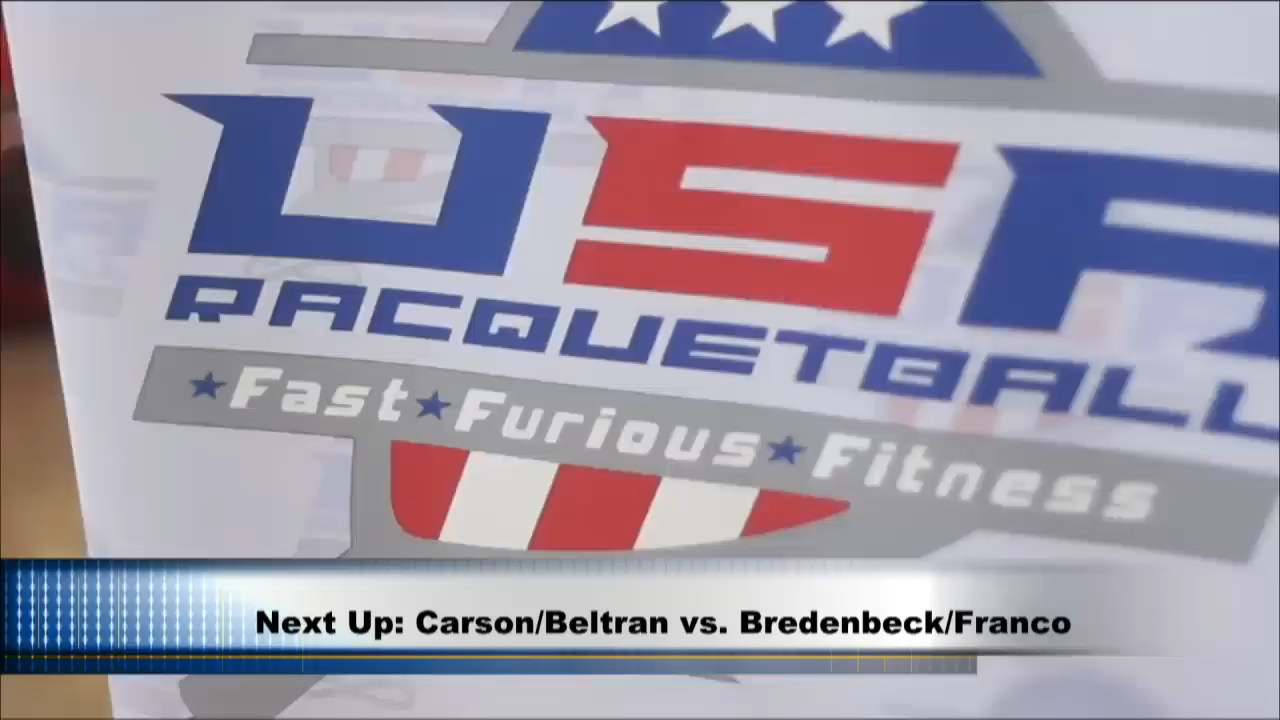 USA
RACQUETBALL
Fast★Furious★Fitness
Next Up: Carson/Beltran vs. Bredenbeck/Franco